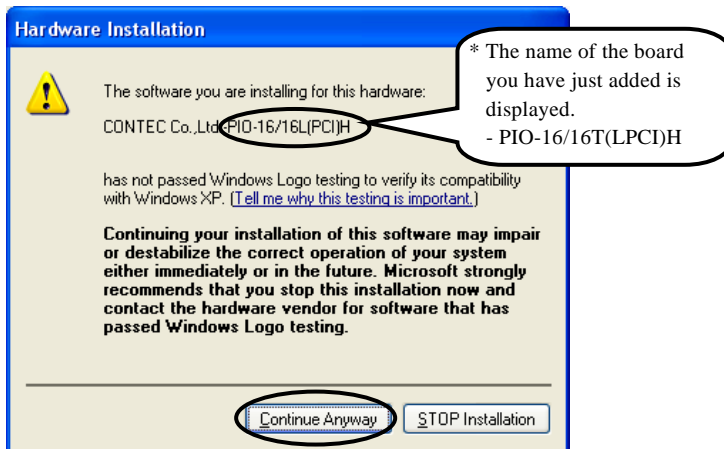 Hardware Installation
* The name of the board
you have just added is
displayed.
- PIO-16/16T(LPCI)H
The software you are installing for this hardware:
CONTEC Co.,Ltd.-PIO-16/16L(PCI)H
has not passed Windows Logo testing to verify its compatibility
with Windows XP. (Tell me why this testing is important.)
Continuing your installation of this software may impair
or destabilize the correct operation of your system
either immediately or in the future. Microsoft strongly
recommends that you stop this installation now and
contact the hardware vendor for software that has
passed Windows Logo testing.
Continue Anyway
STOP Installation